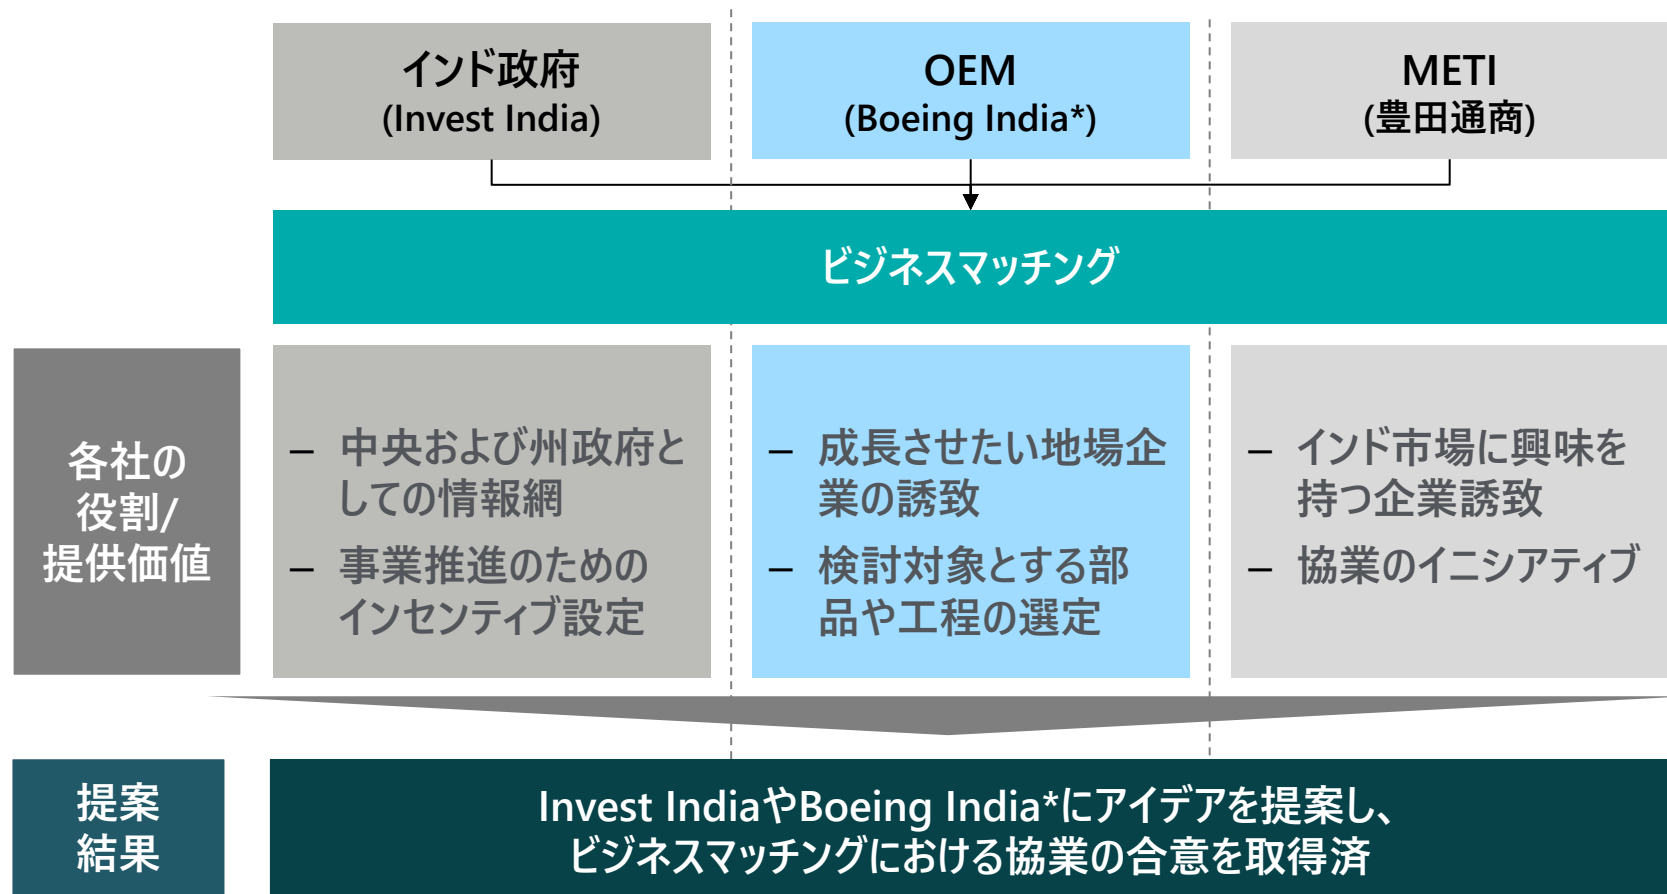 インド政府
(Invest India)
OEM
(Boeing India*)
METI
(豊田通商)
ビジネスマッチング
各社の
役割/
提供価値
– 中央および州政府と
しての情報網
– 事業推進のための
インセンティブ設定
– 成長させたい地場企
業の誘致
– 検討対象とする部
品や工程の選定
– インド市場に興味を
持つ企業誘致
– 協業のイニシアティブ
提案
結果
Invest IndiaやBoeing India*にアイデアを提案し、
ビジネスマッチングにおける協業の合意を取得済